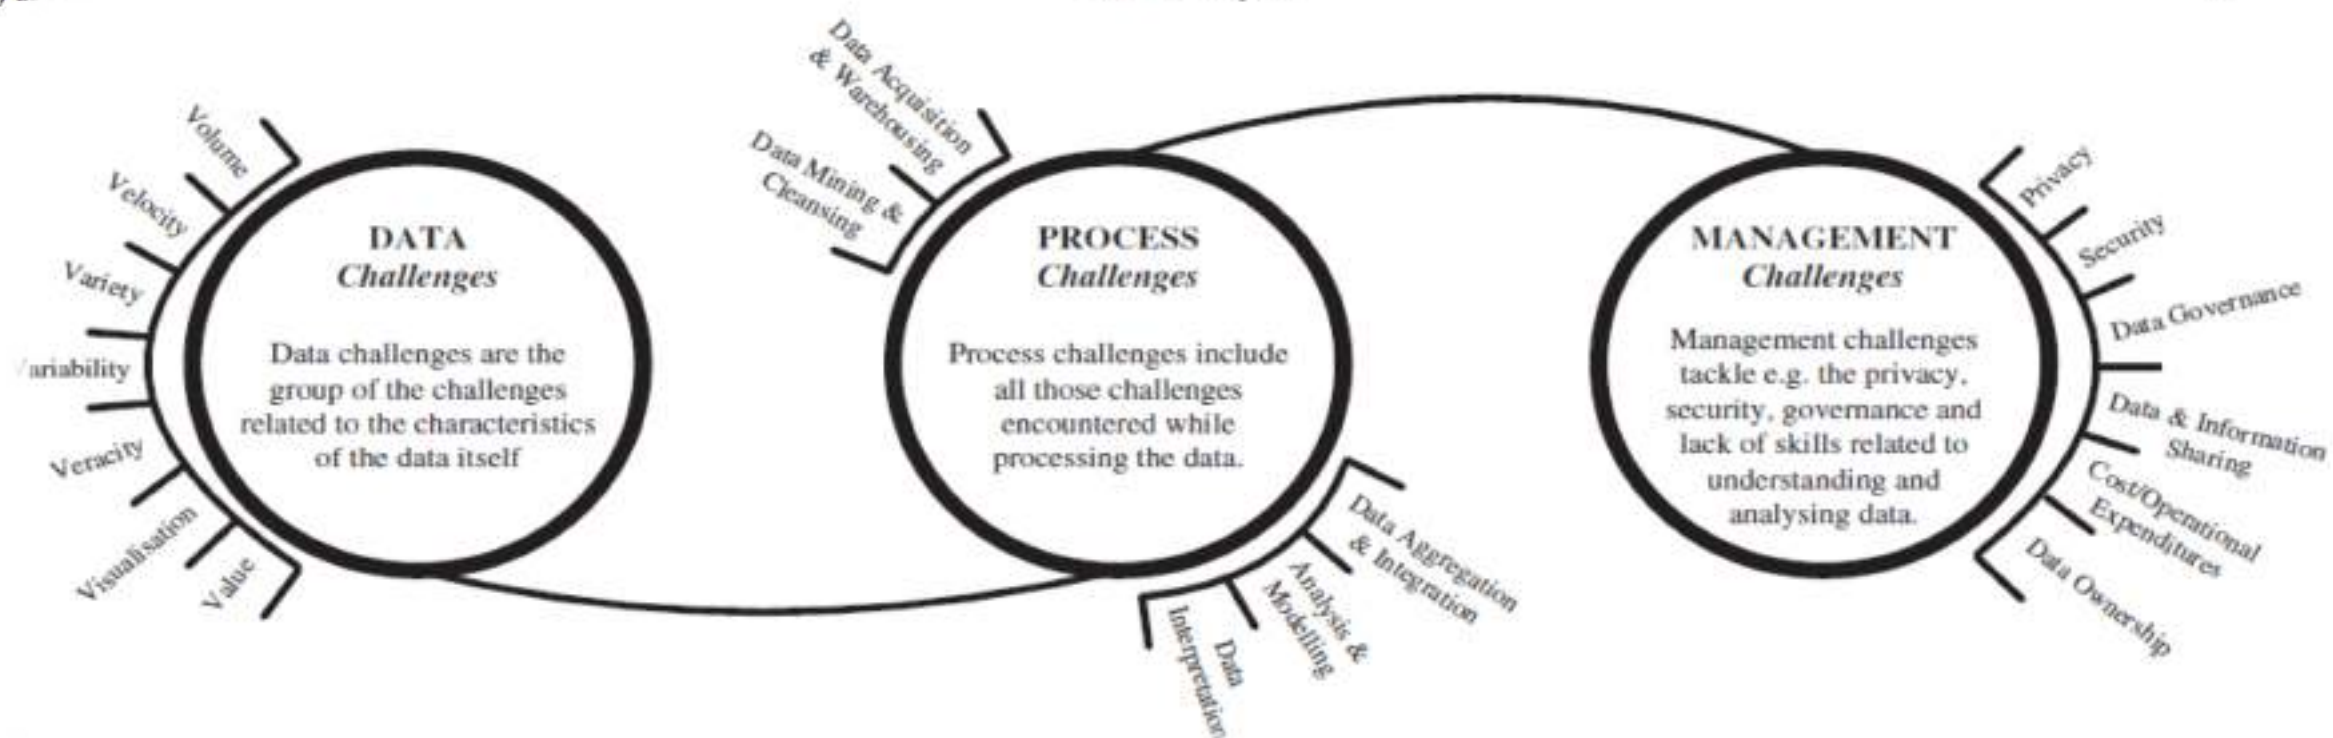 Volume
Velocity
Variety
ariability
Veracity
Visualisation
Value
DATA
Challenges
Data challenges are the
group of the challenges
related to the characteristics
of the data itself
Data Acquisition
& Warehousing
Data Mining &
Cleansing
PROCESS
Challenges
Process challenges include
all those challenges
encountered while
processing the data.
Data Aggregation
& Integration
Analysis &
Modelling
Data
Interpretation
MANAGEMENT
Challenges
Management challenges
tackle e.g. the privacy,
security, governance and
lack of skills related to
understanding and
analysing data.
Privacy
Security
Data Governance
Data & Information
Sharing
Cost/Operational
Expenditures
Data Ownership